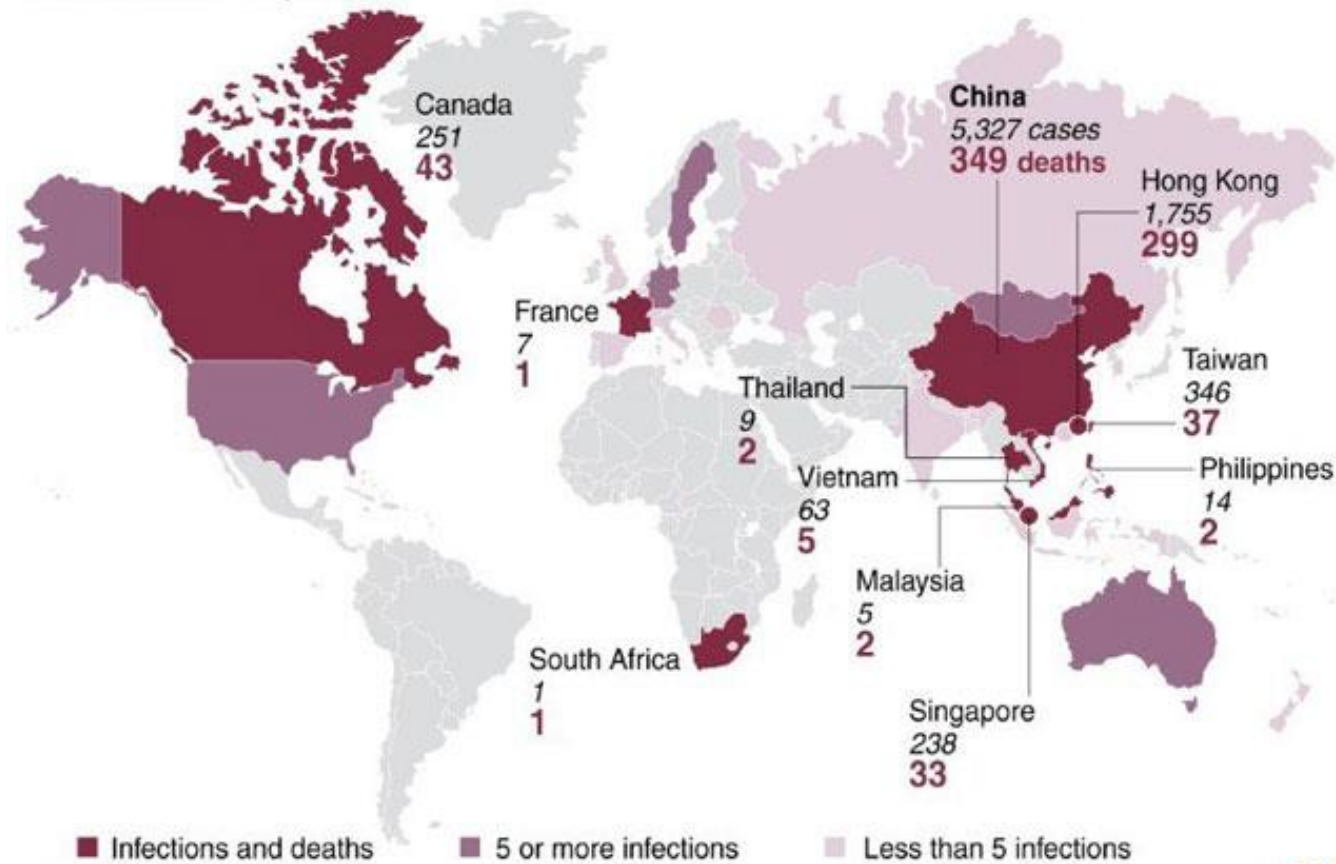 Canada
251
43
China
5,327 cases
349 deaths
Hong Kong
1,755
299
France
7
1
Thailand
9
2
Taiwan
346
37
Vietnam
63
5
Philippines
14
2
Malaysia
5
2
South Africa
1
1
Singapore
238
33
Infections and deaths
5 or more infections
Less than 5 infections